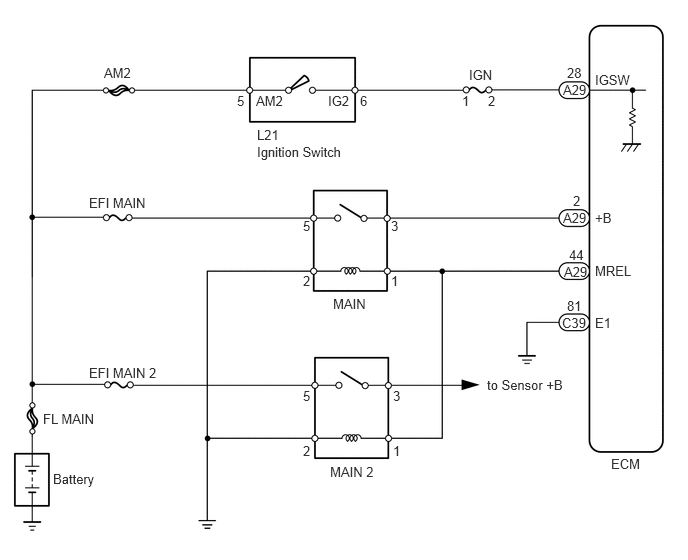 AM2
IGN
28
IGSW
A29
5
AM2
IG2
6
1
2
L21
Ignition Switch
EFI MAIN
2
A29
+B
5
3
44
A29
MREL
2
1
MAIN
81
C39
E1
EFI MAIN 2
5
3
to Sensor +B
FL MAIN
2
1
ECM
MAIN 2
Battery